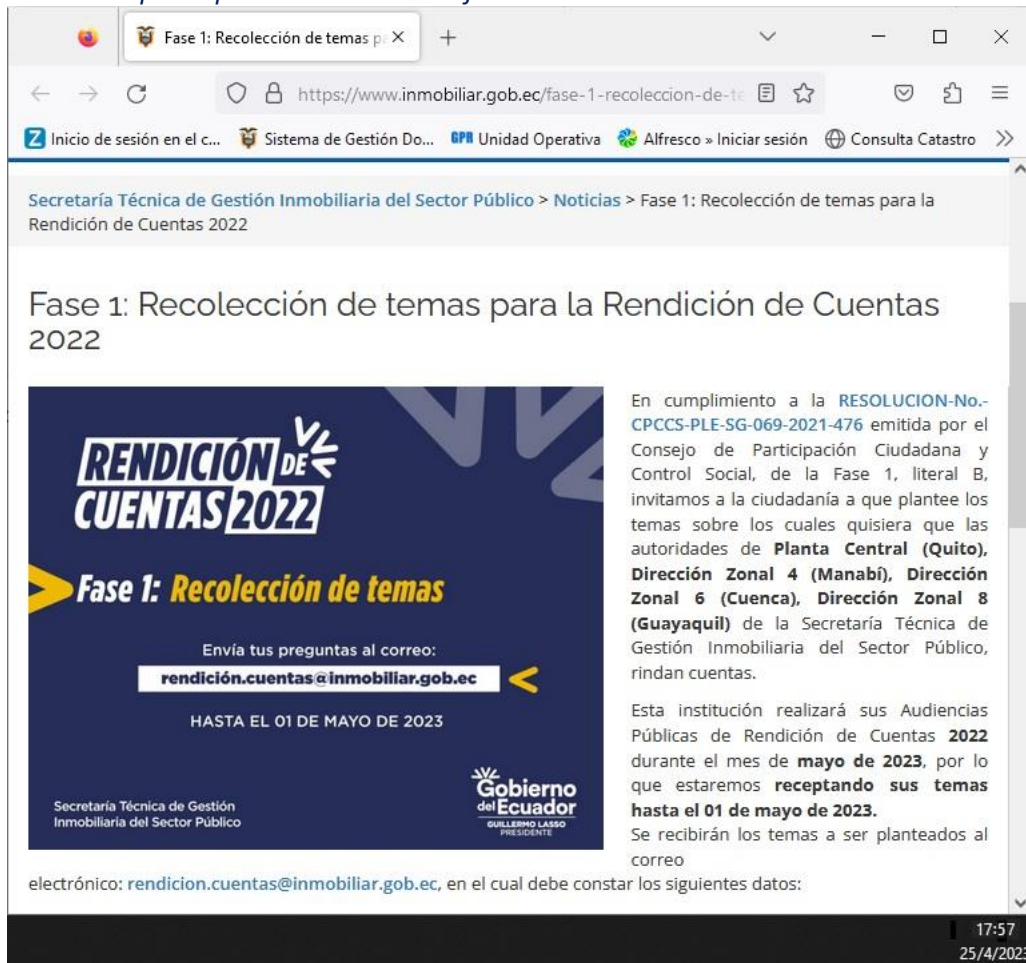 Fase 1: Recolección de temas pa
https://www.inmobiliar.gob.ec/fase-1-recoleccion-de-te
Inicio de sesión en el c... Sistema de Gestión Do... GPR Unidad Operativa Alfresco » Iniciar sesión Consulta Catastro
Secretaría Técnica de Gestión Inmobiliaria del Sector Público > Noticias > Fase 1: Recolección de temas para la
Rendición de Cuentas 2022
Fase 1: Recolección de temas para la Rendición de Cuentas
2022
RENDICIÓN DE
CUENTAS 2022
Fase 1: Recolección de temas
Envía tus preguntas al correo:
rendición.cuentas@inmobiliar.gob.ec
HASTA EL 01 DE MAYO DE 2023
Secretaría Técnica de Gestión
Inmobiliaria del Sector Público
Gobierno
del Ecuador
GUILLERMO LASSO
PRESIDENTE
En cumplimiento a la RESOLUCION-No.-
CPCCS-PLE-SG-069-2021-476 emitida por el
Consejo de Participación Ciudadana y
Control Social, de la Fase 1, literal B,
invitamos a la ciudadanía a que plantee los
temas sobre los cuales quisiera que las
autoridades de Planta Central (Quito),
Dirección Zonal 4 (Manabí), Dirección
Zonal 6 (Cuenca), Dirección Zonal 8
(Guayaquil) de la Secretaría Técnica de
Gestión Inmobiliaria del Sector Público,
rindan cuentas.
Esta institución realizará sus Audiencias
Públicas de Rendición de Cuentas 2022
durante el mes de mayo de 2023, por lo
que estaremos receptando sus temas
hasta el 01 de mayo de 2023.
Se recibirán los temas a ser planteados al
correo
electrónico: rendicion.cuentas@inmobiliar.gob.ec, en el cual debe constar los siguientes datos:
17:57
25/4/2023